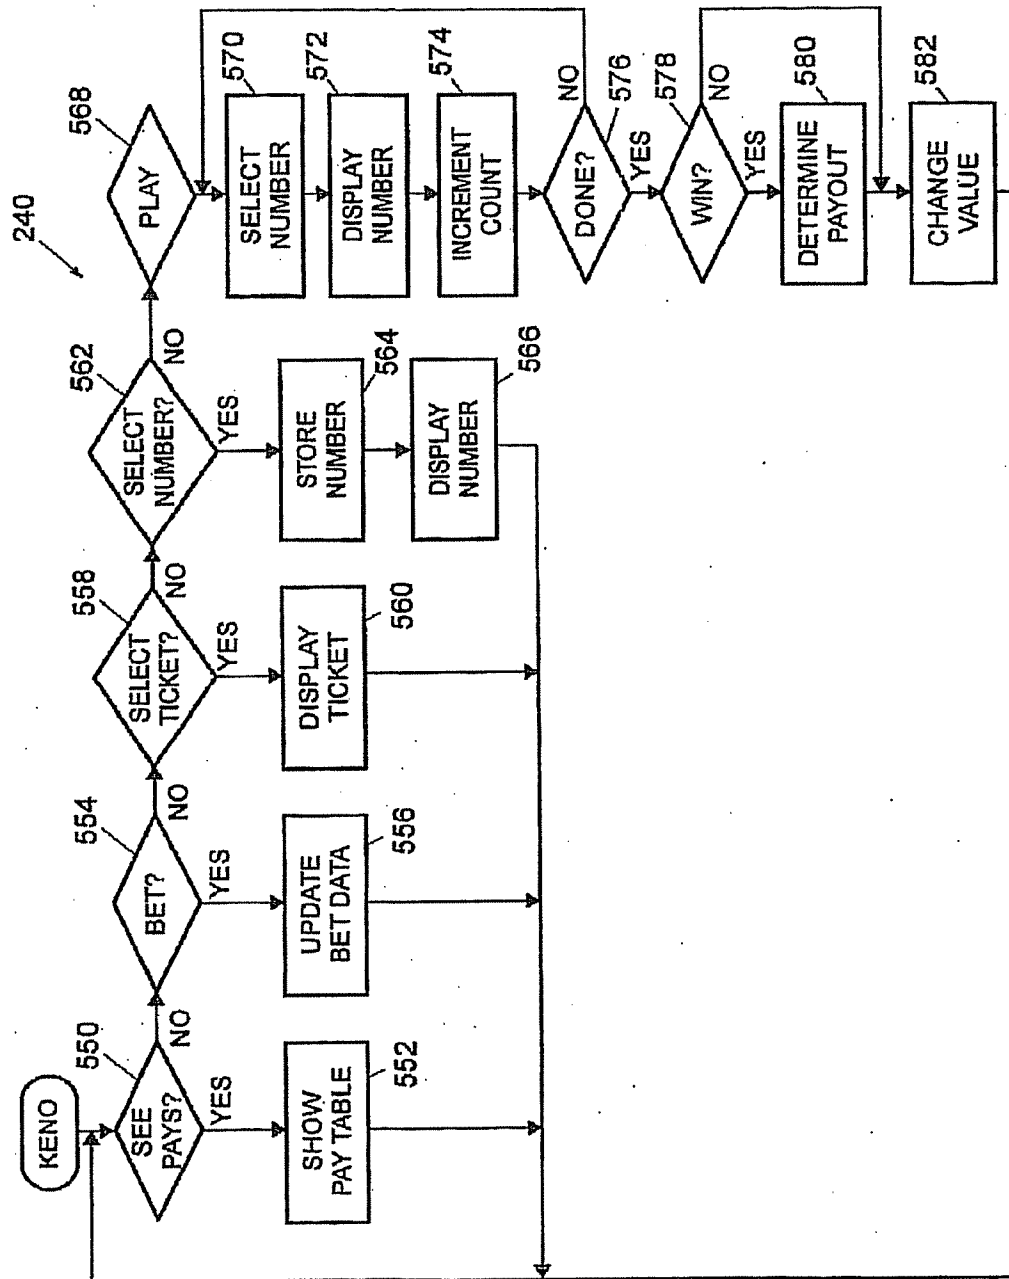 240
KENO
550
SEE
PAYS?
NO
YES
SHOW
PAY TABLE
552
554
BET?
NO
YES
UPDATE
BET DATA
556
558
SELECT
TICKET?
NO
YES
DISPLAY
TICKET
560
562
SELECT
NUMBER?
NO
YES
STORE
NUMBER
564
DISPLAY
NUMBER
566
568
PLAY
570
SELECT
NUMBER
572
DISPLAY
NUMBER
574
INCREMENT
COUNT
DONE?
NO
576
YES
578
WIN?
NO
YES
580
DETERMINE
PAYOUT
582
CHANGE
VALUE